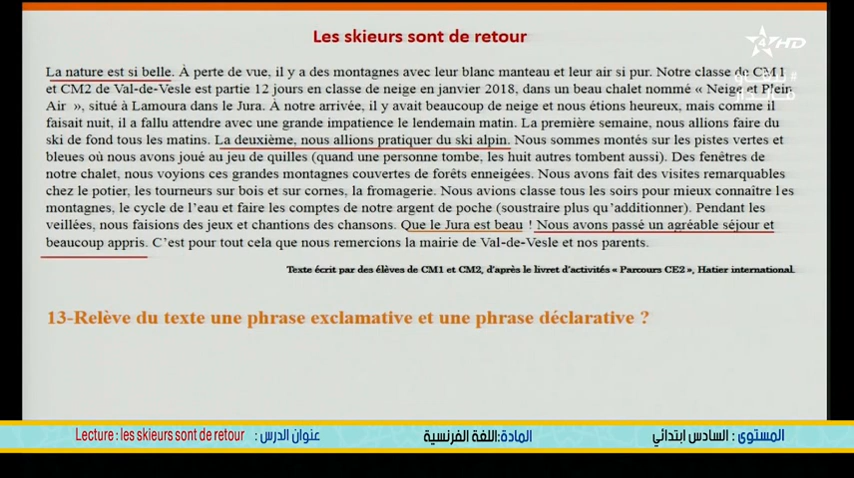 Les skieurs sont de retour
4 HD
# بقاو
ف الدار
La nature est si belle. À perte de vue, il y a des montagnes avec leur blanc manteau et leur air si pur. Notre classe de CM1
et CM2 de Val-de-Vesle est partie 12 jours en classe de neige en janvier 2018, dans un beau chalet nommé « Neige et Plein
Air », situé à Lamoura dans le Jura. À notre arrivée, il y avait beaucoup de neige et nous étions heureux, mais comme il
faisait nuit, il a fallu attendre avec une grande impatience le lendemain matin. La première semaine, nous allions faire du
ski de fond tous les matins. La deuxième, nous allions pratiquer du ski alpin. Nous sommes montés sur les pistes vertes et
bleues où nous avons joué au jeu de quilles (quand une personne tombe, les huit autres tombent aussi). Des fenêtres de
notre chalet, nous voyions ces grandes montagnes couvertes de forêts enneigées. Nous avons fait des visites remarquables
chez le potier, les tourneurs sur bois et sur cornes, la fromagerie. Nous avions classe tous les soirs pour mieux connaître les
montagnes, le cycle de l'eau et faire les comptes de notre argent de poche (soustraire plus qu'additionner). Pendant les
veillées, nous faisions des jeux et chantions des chansons. Que le Jura est beau ! Nous avons passé un agréable séjour et
beaucoup appris. C'est pour tout cela que nous remercions la mairie de Val-de-Vesle et nos parents.
Texte écrit par des élèves de CM1 et CM2, d'après le livret d'activités « Parcours CE2 », Hatier international.
13-Relève du texte une phrase exclamative et une phrase déclarative ?
المستوى : السادس ابتدائي المادة:اللغة الفرنسية عنوان الدرس : Lecture : les skieurs sont de retour